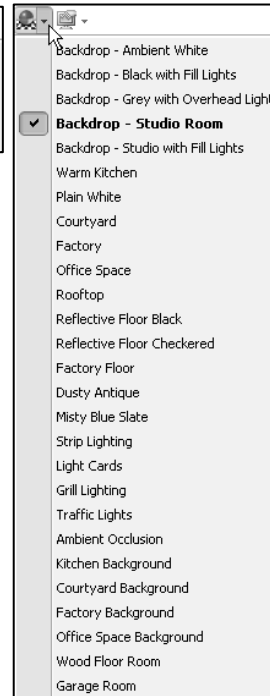 Backdrop - Ambient White
Backdrop - Black with Fill Lights
Backdrop - Grey with Overhead Light
Backdrop - Studio Room
Backdrop - Studio with Fill Lights
Warm Kitchen
Plain White
Courtyard
Factory
Office Space
Rooftop
Reflective Floor Black
Reflective Floor Checkered
Factory Floor
Dusty Antique
Misty Blue Slate
Strip Lighting
Light Cards
Grill Lighting
Traffic Lights
Ambient Occlusion
Kitchen Background
Courtyard Background
Factory Background
Office Space Background
Wood Floor Room
Garage Room